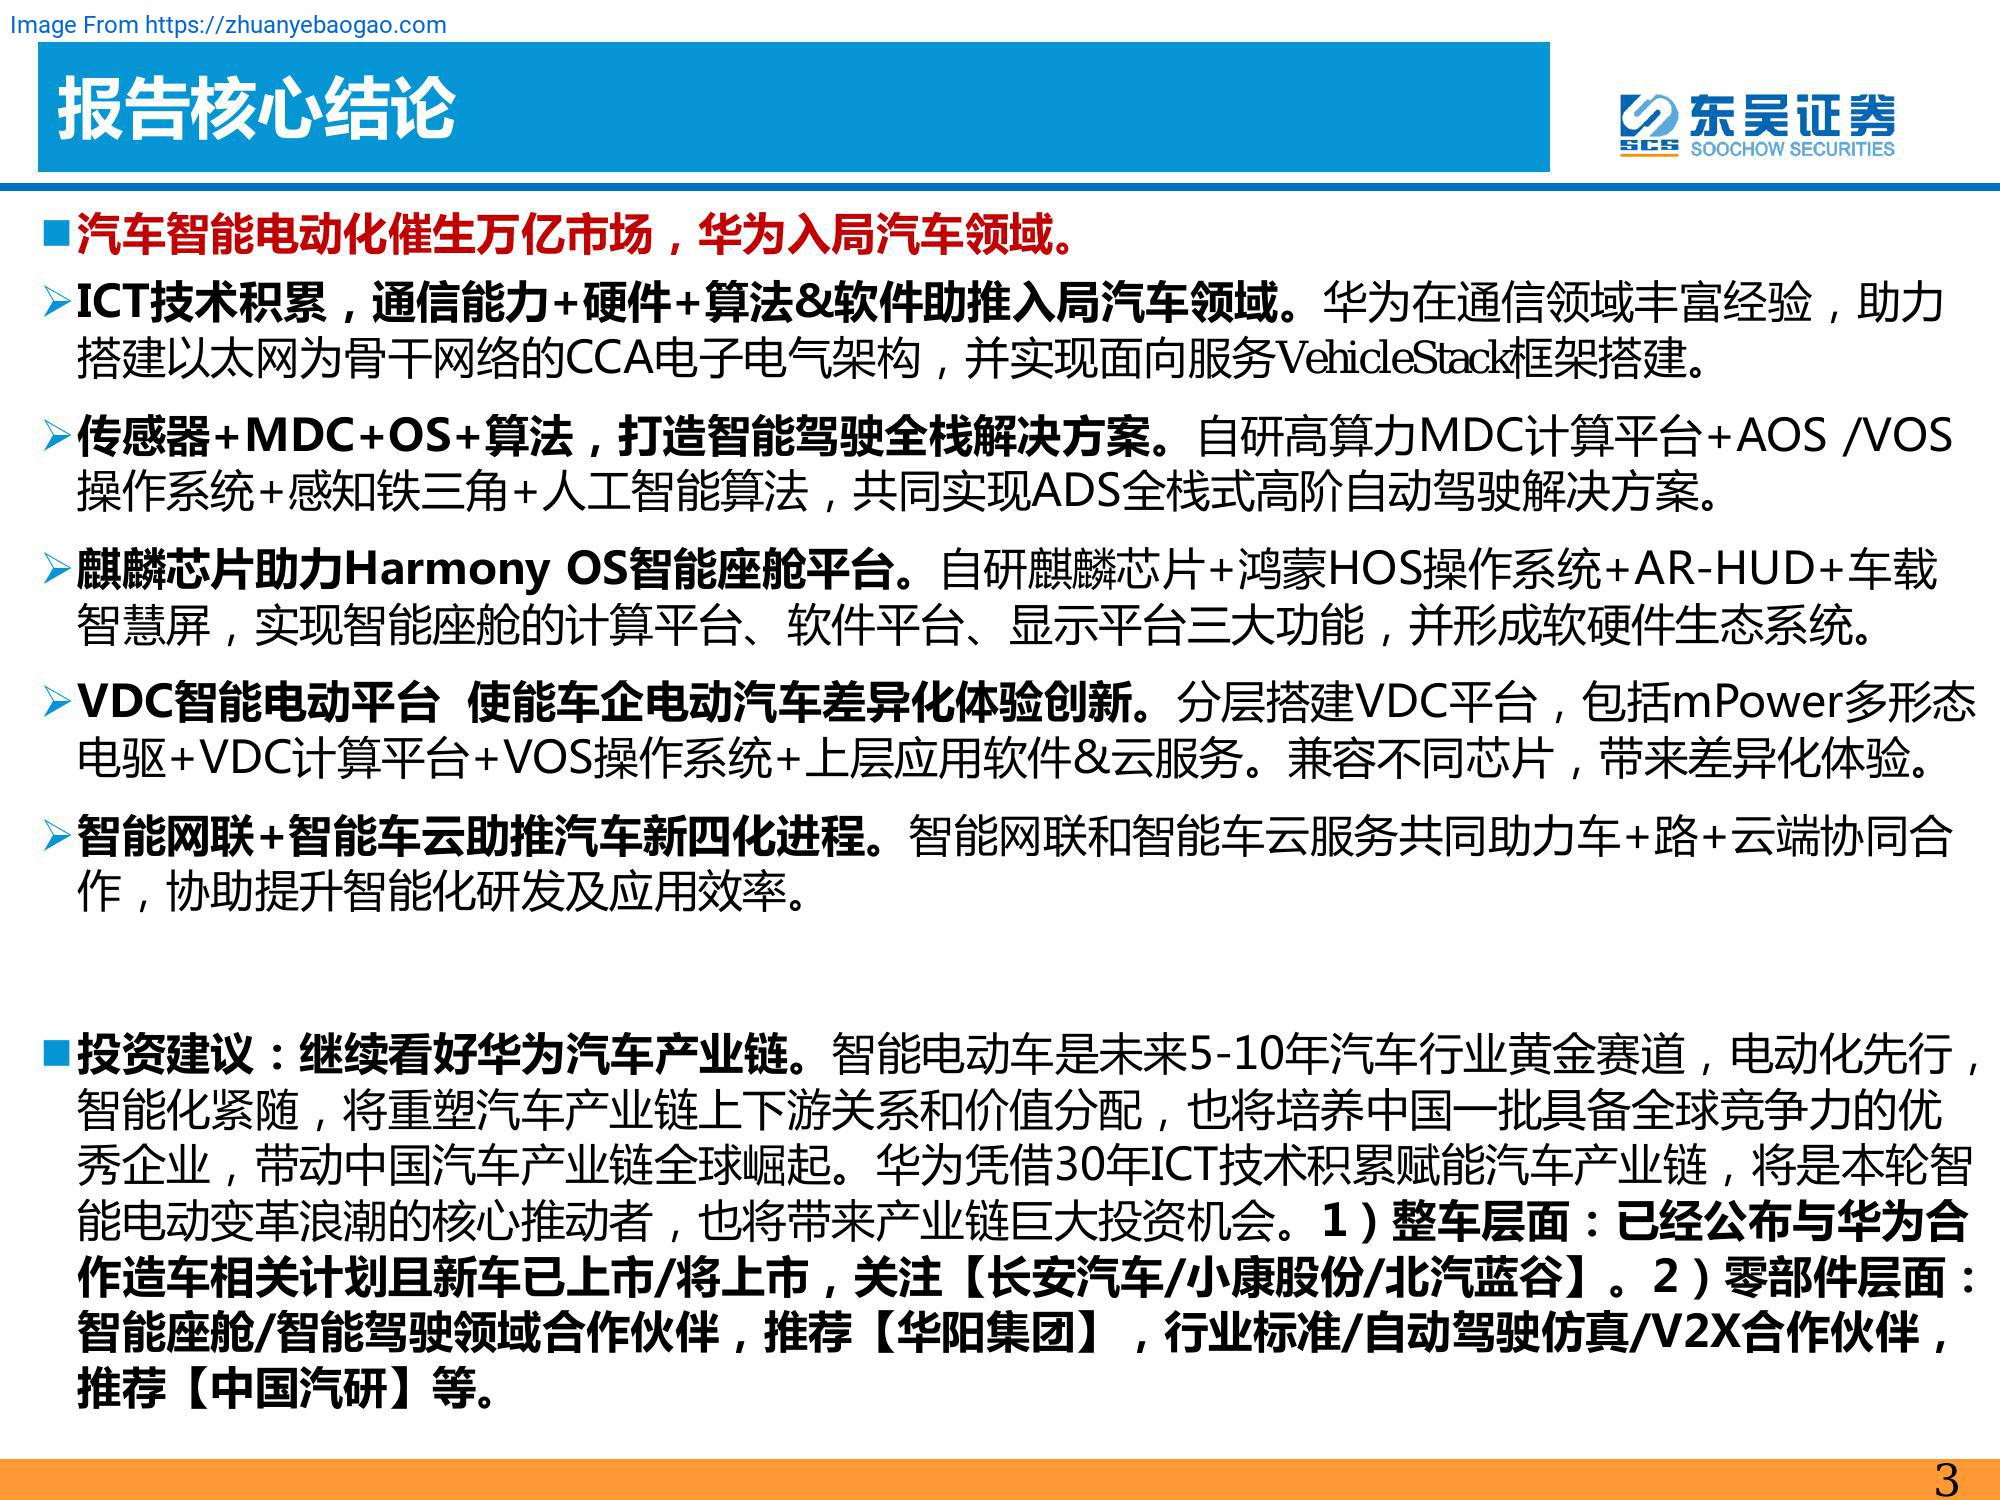 Image From https://zhuanyebaogao.com
报告核心结论
东吴证券
SCS
SOOCHOW SECURITIES
汽车智能电动化催生万亿市场，华为入局汽车领域。
ICT技术积累，通信能力+硬件+算法&软件助推入局汽车领域。华为在通信领域丰富经验，助力
搭建以太网为骨干网络的CCA电子电气架构，并实现面向服务VehicleStack框架搭建。
传感器+MDC+OS+算法，打造智能驾驶全栈解决方案。自研高算力MDC计算平台+AOS /VOS
操作系统+感知铁三角+人工智能算法，共同实现ADS全栈式高阶自动驾驶解决方案。
麒麟芯片助力Harmony OS智能座舱平台。自研麒麟芯片+鸿蒙HOS操作系统+AR-HUD+车载
智慧屏，实现智能座舱的计算平台、软件平台、显示平台三大功能，并形成软硬件生态系统。
VDC智能电动平台 使能车企电动汽车差异化体验创新。分层搭建VDC平台，包括mPower多形态
电驱+VDC计算平台+VOS操作系统+上层应用软件&云服务。兼容不同芯片，带来差异化体验。
智能网联+智能车云助推汽车新四化进程。智能网联和智能车云服务共同助力车+路+云端协同合
作，协助提升智能化研发及应用效率。
投资建议：继续看好华为汽车产业链。智能电动车是未来5-10年汽车行业黄金赛道，电动化先行，
智能化紧随，将重塑汽车产业链上下游关系和价值分配，也将培养中国一批具备全球竞争力的优
秀企业，带动中国汽车产业链全球崛起。华为凭借30年ICT技术积累赋能汽车产业链，将是本轮智
能电动变革浪潮的核心推动者，也将带来产业链巨大投资机会。1）整车层面：已经公布与华为合
作造车相关计划且新车已上市/将上市，关注【长安汽车/小康股份/北汽蓝谷】。2）零部件层面：
智能座舱/智能驾驶领域合作伙伴，推荐【华阳集团】，行业标准/自动驾驶仿真/V2X合作伙伴，
推荐【中国汽研】等。
3